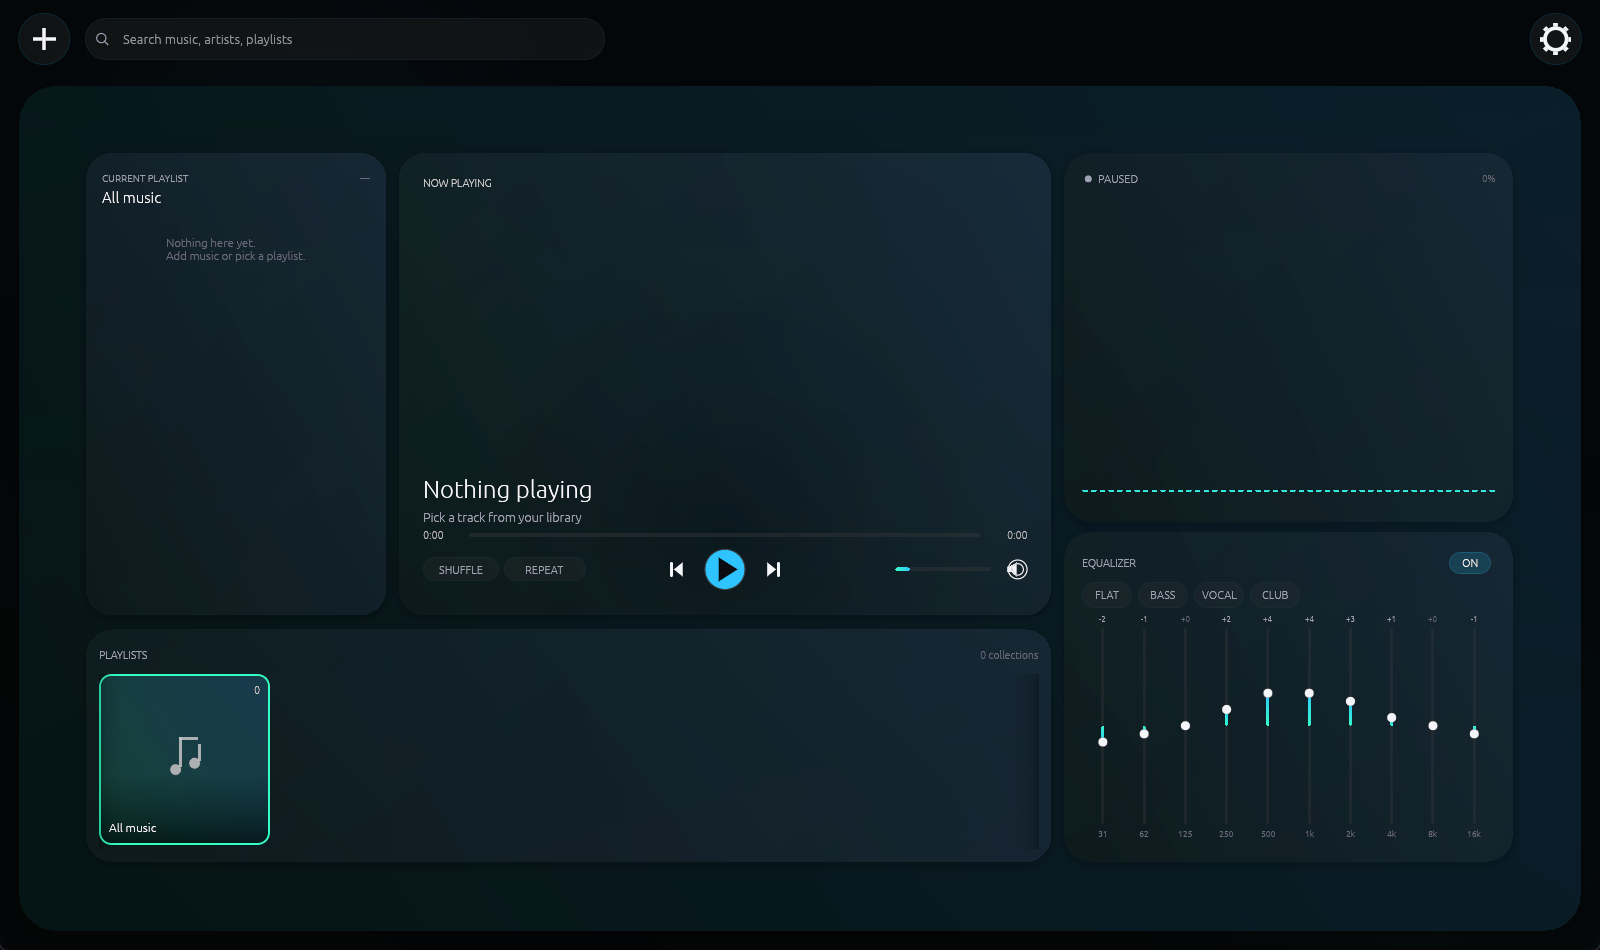 Search music, artists, playlists
CURRENT PLAYLIST
All music
Nothing here yet.
Add music or pick a playlist.
NOW PLAYING
Nothing playing
Pick a track from your library
0:00
0:00
SHUFFLE
REPEAT
PAUSED
0%
EQUALIZER
ON
FLAT
BASS
VOCAL
CLUB
-2 -1 +0 +2 +4 +4 +3 +1 +0 -1
31 62 125 250 500 1k 2k 4k 8k 16k
PLAYLISTS
0 collections
0
All music